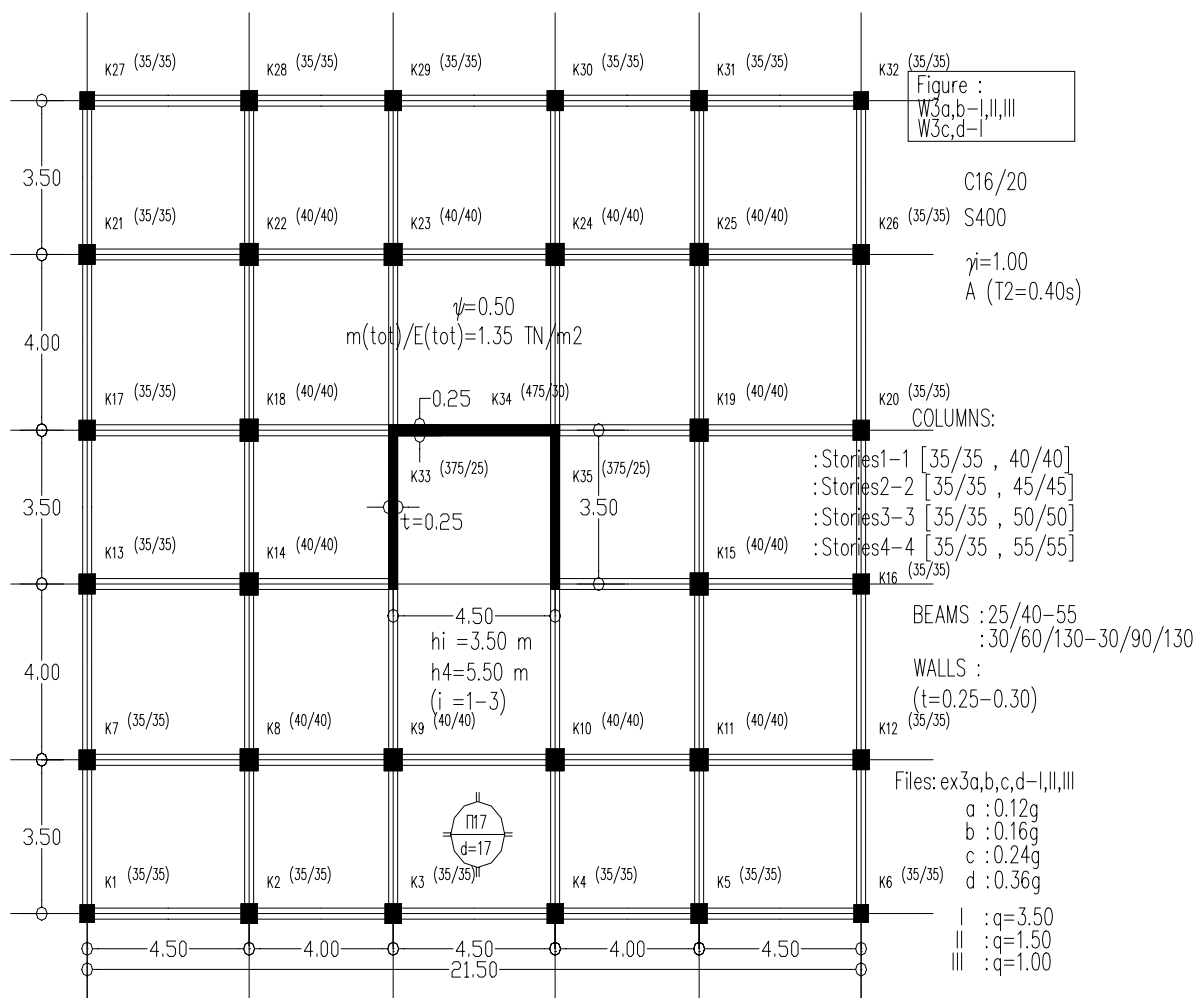 K27 (35/35) K28 (35/35) K29 (35/35) K30 (35/35) K31 (35/35) K32 (35/35)
Figure :
W3a,b-I,II,III
W3c,d-I
3.50
C16/20
S400
γi=1.00
A (T2=0.40s)
K21 (35/35) K22 (40/40) K23 (40/40) K24 (40/40) K25 (40/40) K26 (35/35)
ψ=0.50
m(tot)/E(tot)=1.35 TN/m2
4.00
K17 (35/35) K18 (40/40) 0.25 K34 (475/30) K19 (40/40) K20 (35/35)
COLUMNS:
:Stories1-1 [35/35 , 40/40]
:Stories2-2 [35/35 , 45/45]
:Stories3-3 [35/35 , 50/50]
:Stories4-4 [35/35 , 55/55]
K33 (375/25) K35 (375/25)
3.50 t=0.25 3.50
K13 (35/35) K14 (40/40) K15 (40/40) K16 (35/35)
4.50
hi =3.50 m
h4=5.50 m
(i =1-3)
BEAMS :25/40-55
:30/60/130-30/90/130
WALLS :
(t=0.25-0.30)
4.00
K7 (35/35) K8 (40/40) K9 (40/40) K10 (40/40) K11 (40/40) K12 (35/35)
Files: ex3a,b,c,d-I,II,III
a :0.12g
b :0.16g
c :0.24g
d :0.36g
Π17
d=17
3.50
K1 (35/35) K2 (35/35) K3 (35/35) K4 (35/35) K5 (35/35) K6 (35/35)
I :q=3.50
II :q=1.50
III :q=1.00
4.50 4.00 4.50 4.00 4.50
21.50